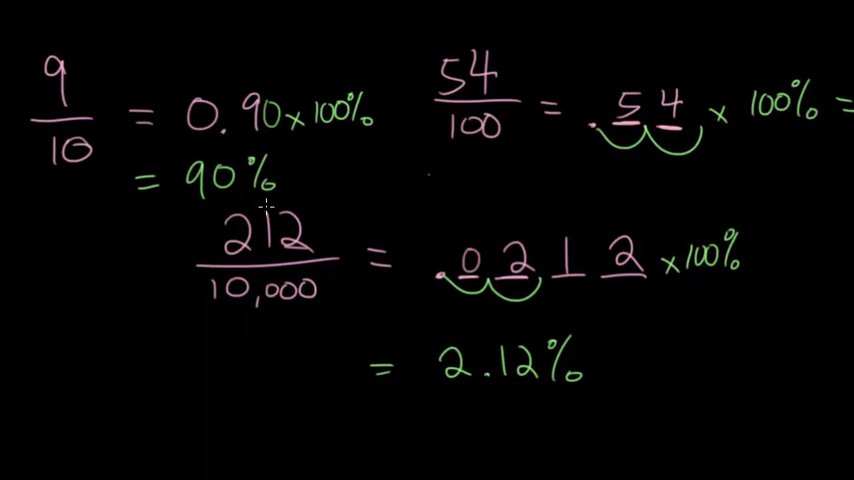 9/10 = 0.90 x 100%
= 90%
54/100 = .54 x 100% =
212/10,000 = .0212 x 100%
= 2.12%